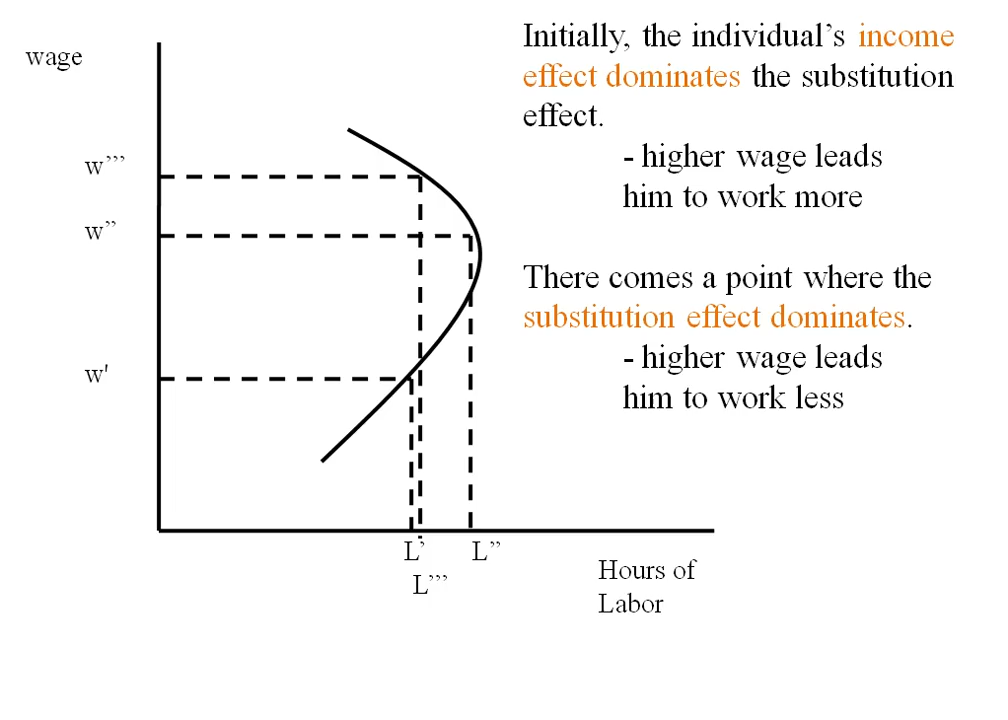 wage
Initially, the individual’s income
effect dominates the substitution
effect.
- higher wage leads
him to work more
w’’’
w’’
There comes a point where the
substitution effect dominates.
- higher wage leads
him to work less
w'
L’
L’’
L’’’
Hours of
Labor